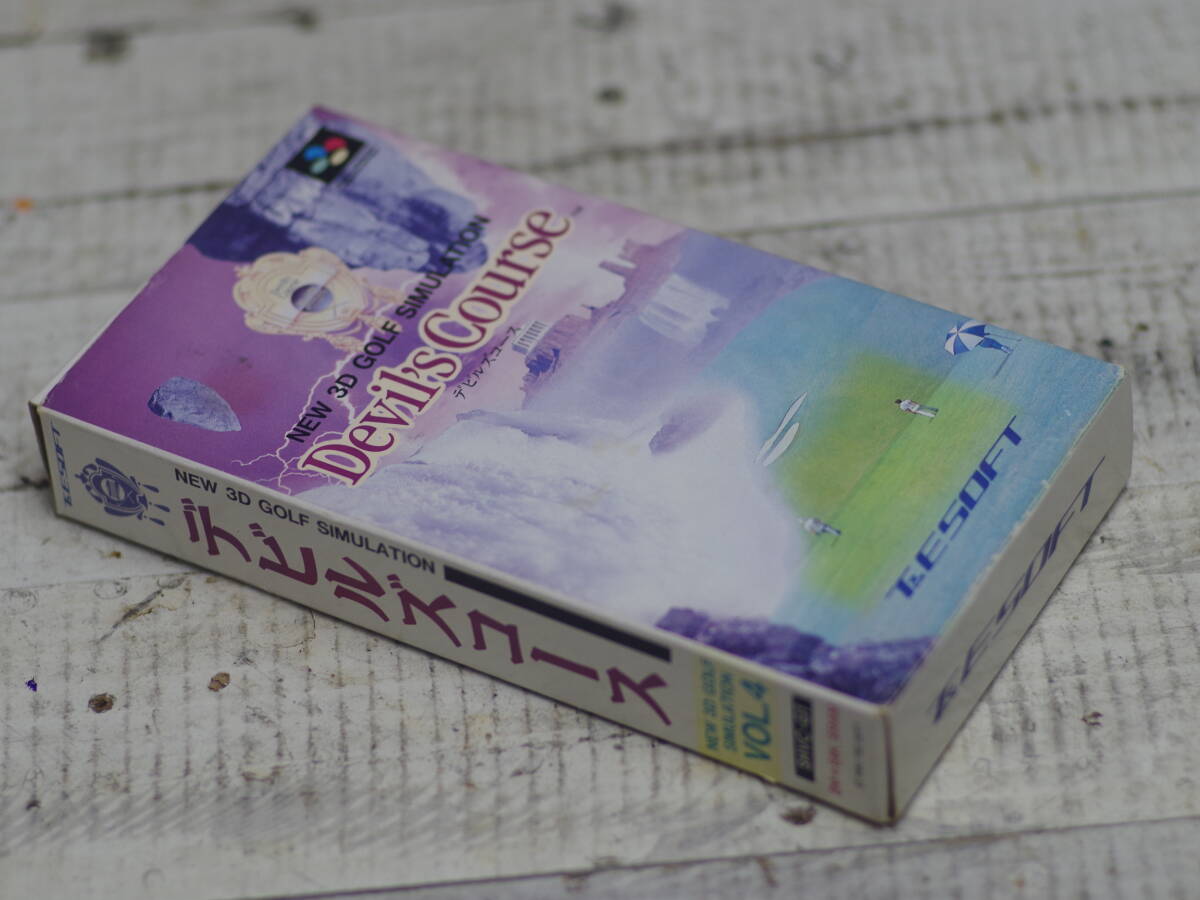 NEW 3D GOLF SIMULATION
Devil's Course
デビルズコース
T&ESOFT
T&ESOFT
NEW 3D GOLF SIMULATION
デビルズコース
NEW 3D GOLF
SIMULATION
VOL.4
T&ESOFT